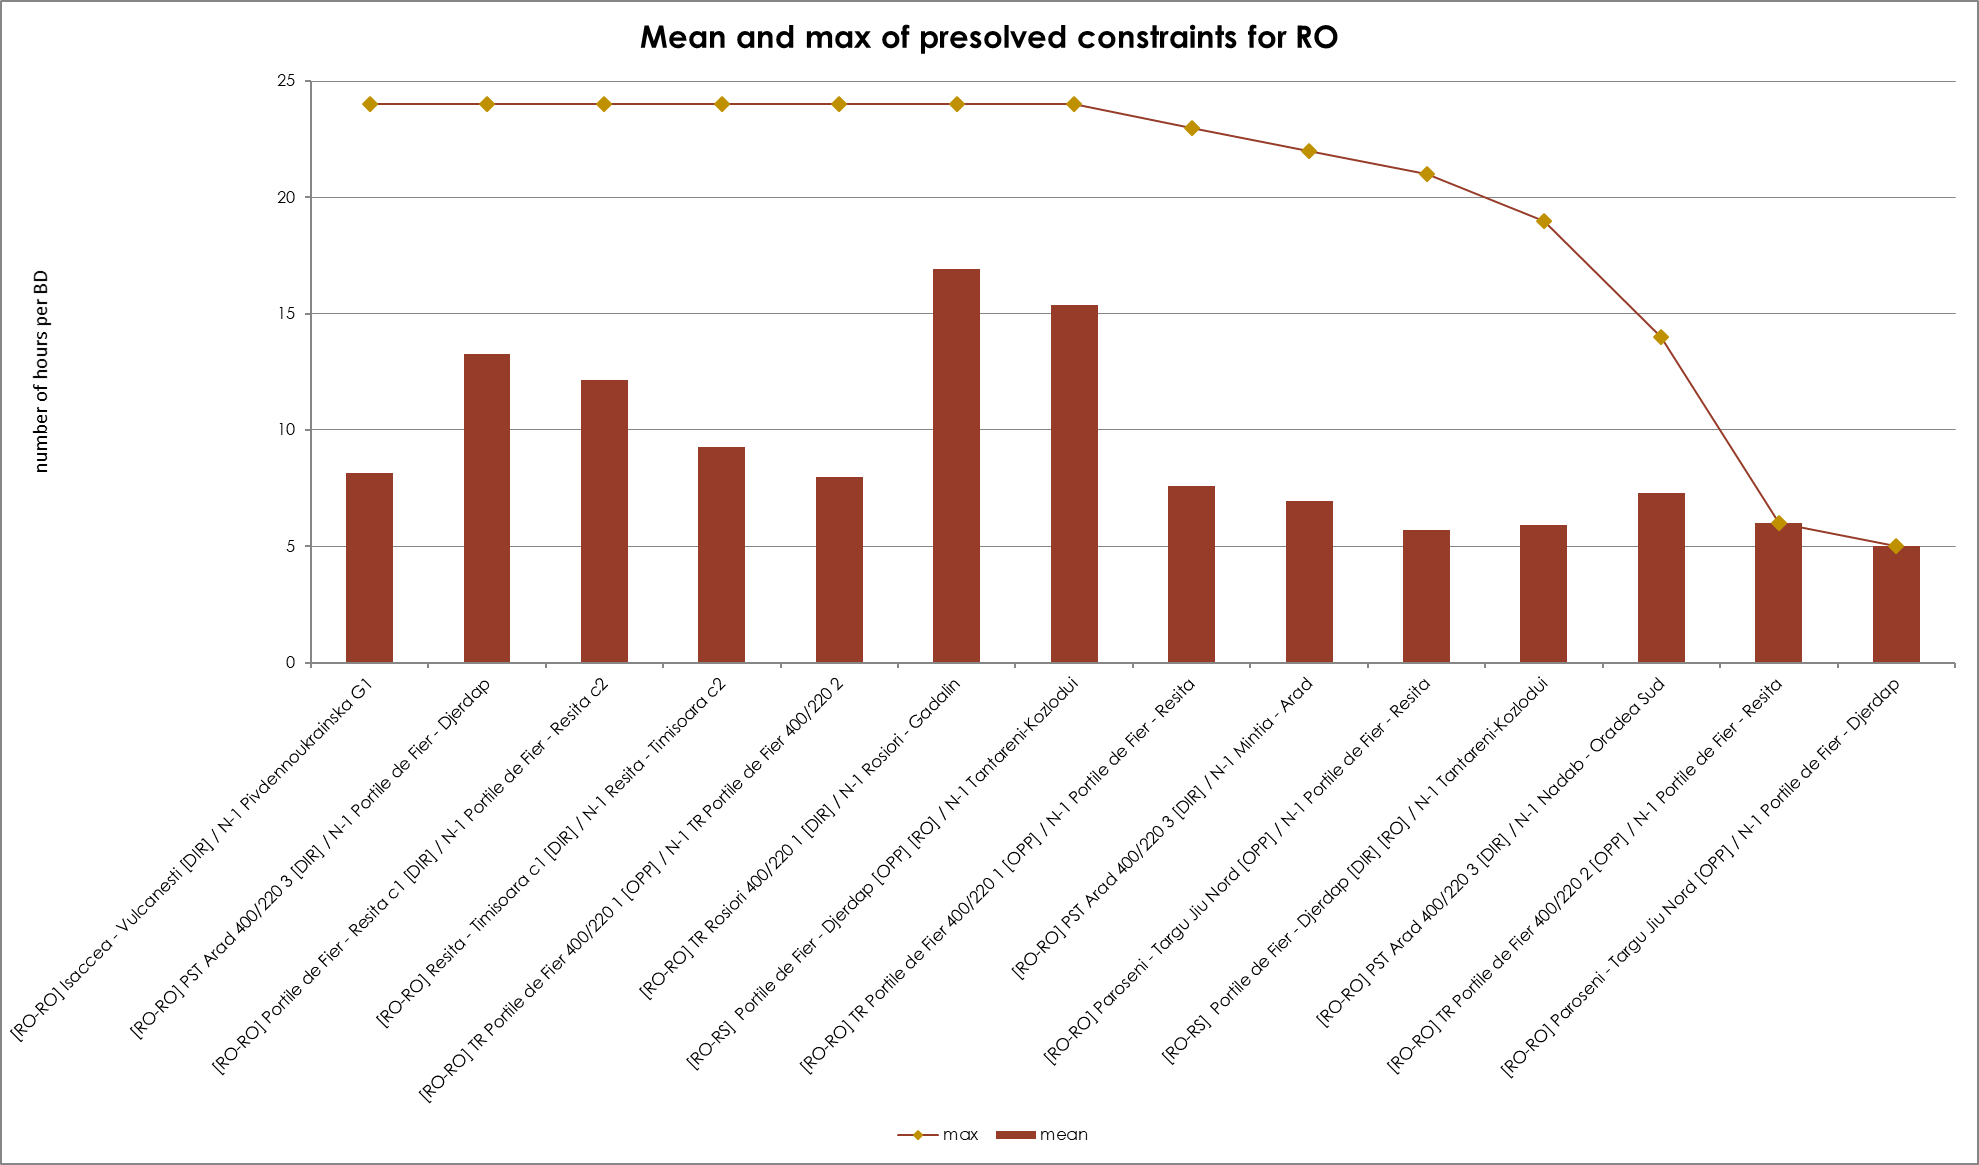 Mean and max of presolved constraints for RO
number of hours per BD
25
20
15
10
5
0
[RO-RO] Isaccea - Vulcanesti [DIR] / N-1 Pivdennoukrainska G1
[RO-RO] PST Arad 400/220 3 [DIR] / N-1 Portile de Fier - Djerdap
[RO-RO] Portile de Fier - Resita c1 [DIR] / N-1 Portile de Fier - Resita c2
[RO-RO] Resita - Timisoara c1 [DIR] / N-1 Resita - Timisoara c2
[RO-RO] TR Portile de Fier 400/220 1 [OPP] / N-1 TR Portile de Fier 400/220 2
[RO-RO] TR Rosiori 400/220 1 [DIR] / N-1 Rosiori - Gadalin
[RO-RS]  Portile de Fier - Djerdap [OPP] [RO] / N-1 Tantareni-Kozlodui
[RO-RO] TR Portile de Fier 400/220 1 [OPP] / N-1 Portile de Fier - Resita
[RO-RO] PST Arad 400/220 3 [DIR] / N-1 Mintia - Arad
[RO-RO] Paroseni - Targu Jiu Nord [OPP] / N-1 Portile de Fier - Resita
[RO-RS]  Portile de Fier - Djerdap [DIR] [RO] / N-1 Tantareni-Kozlodui
[RO-RO] PST Arad 400/220 3 [DIR] / N-1 Nadab - Oradea Sud
[RO-RO] TR Portile de Fier 400/220 2 [OPP] / N-1 Portile de Fier - Resita
[RO-RO] Paroseni - Targu Jiu Nord [OPP] / N-1 Portile de Fier - Djerdap
max
mean